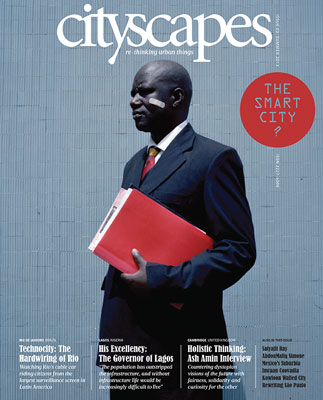 cityscapes
re-thinking urban things
THE
SMART
CITY
?
RIO DE JANEIRO, BRAZIL
Technocity: The
Hardwiring of Rio
Watching Rio's cable car
riding citizens from the
largest surveillance screen in
Latin America
LAGOS NIGERIA
His Excellency:
The Governor of Lagos
"The population has outstripped
the infrastructure, and without
infrastructure life would be
increasingly difficult to live"
CAMBRIDGE, UNITED KINGDOM
Holistic Thinking:
Ash Amin Interview
Countering dystopian
visions of the future with
fairness, solidarity and
curiosity for the other
ALSO IN THIS ISSUE
AbdouMaliq Simone
Mexico's Suburbia
Kowloon Walled City
Rewriting São Paulo